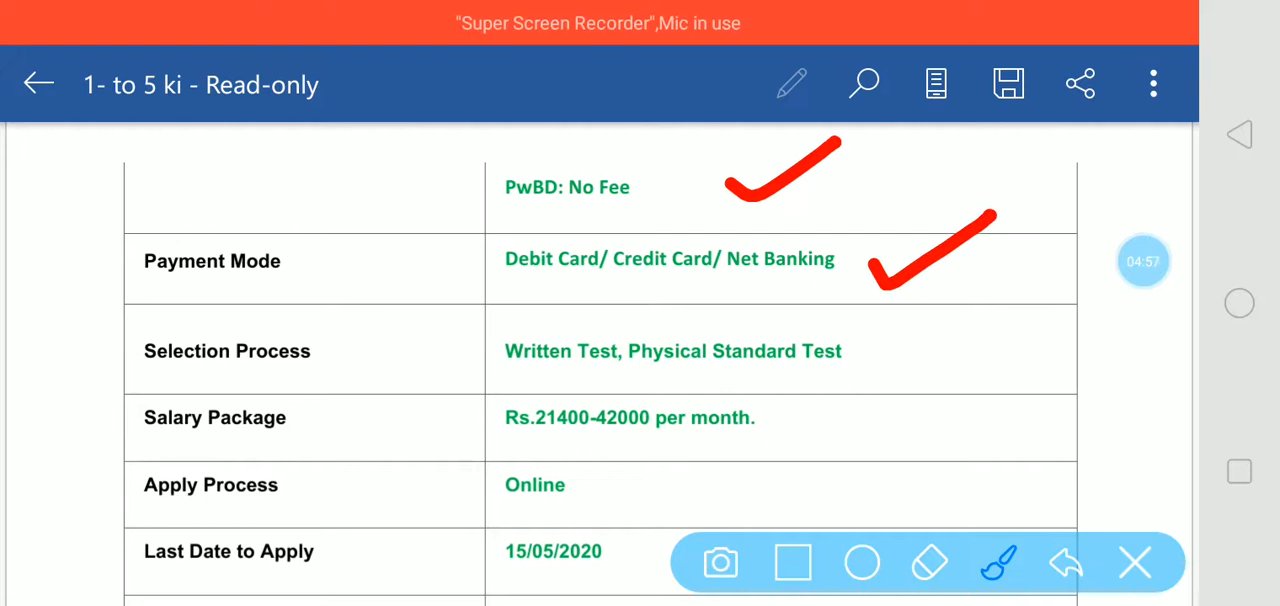 "Super Screen Recorder",Mic in use
1- to 5 ki - Read-only
PwBD: No Fee
Payment Mode
Debit Card/ Credit Card/ Net Banking
04:57
Selection Process
Written Test, Physical Standard Test
Salary Package
Rs.21400-42000 per month.
Apply Process
Online
Last Date to Apply
15/05/2020